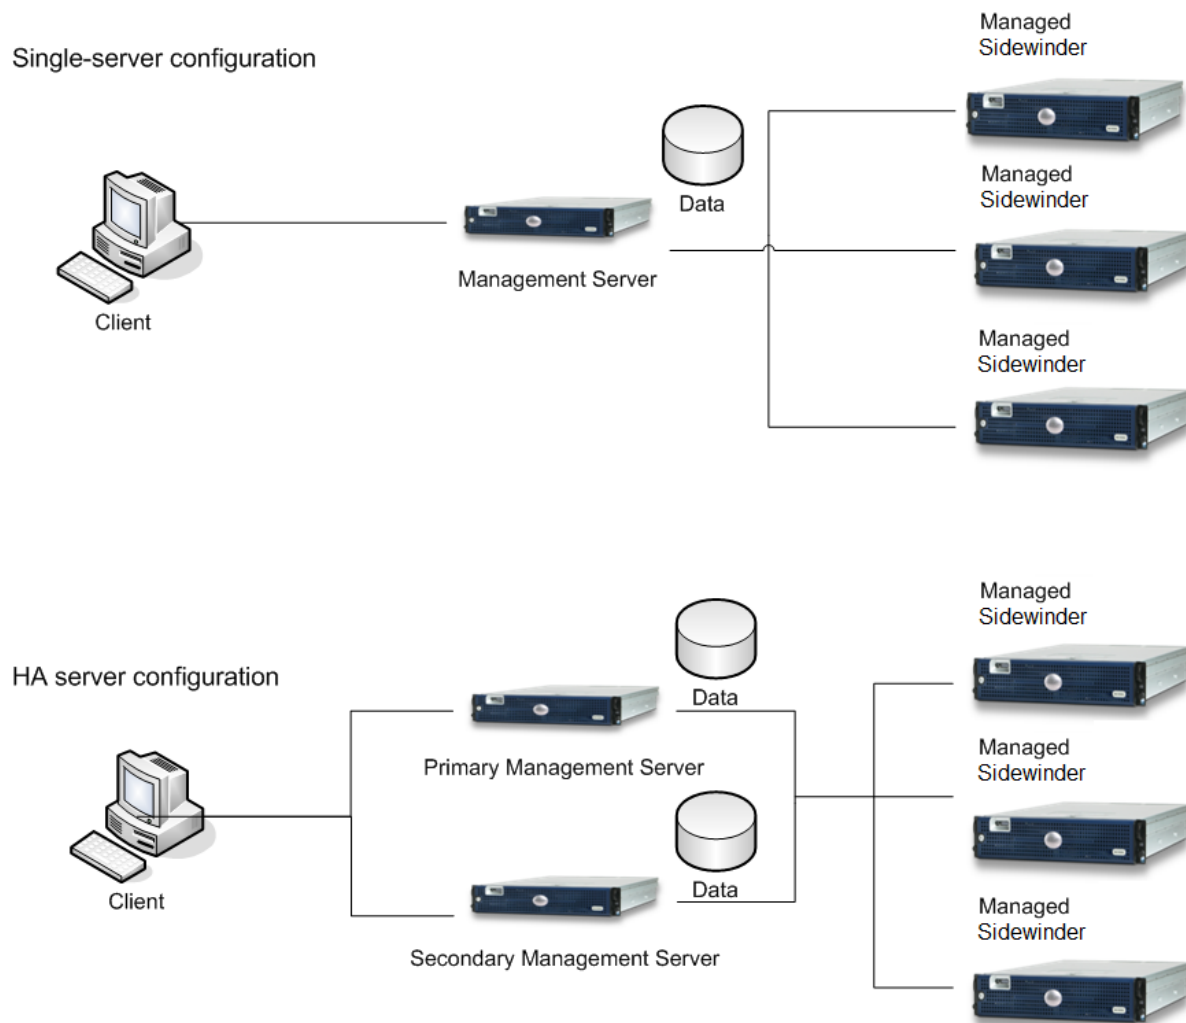 Single-server configuration
Managed
Sidewinder
Data
Managed
Sidewinder
Management Server
Client
Managed
Sidewinder
HA server configuration
Managed
Sidewinder
Data
Primary Management Server
Managed
Sidewinder
Data
Client
Secondary Management Server
Managed
Sidewinder